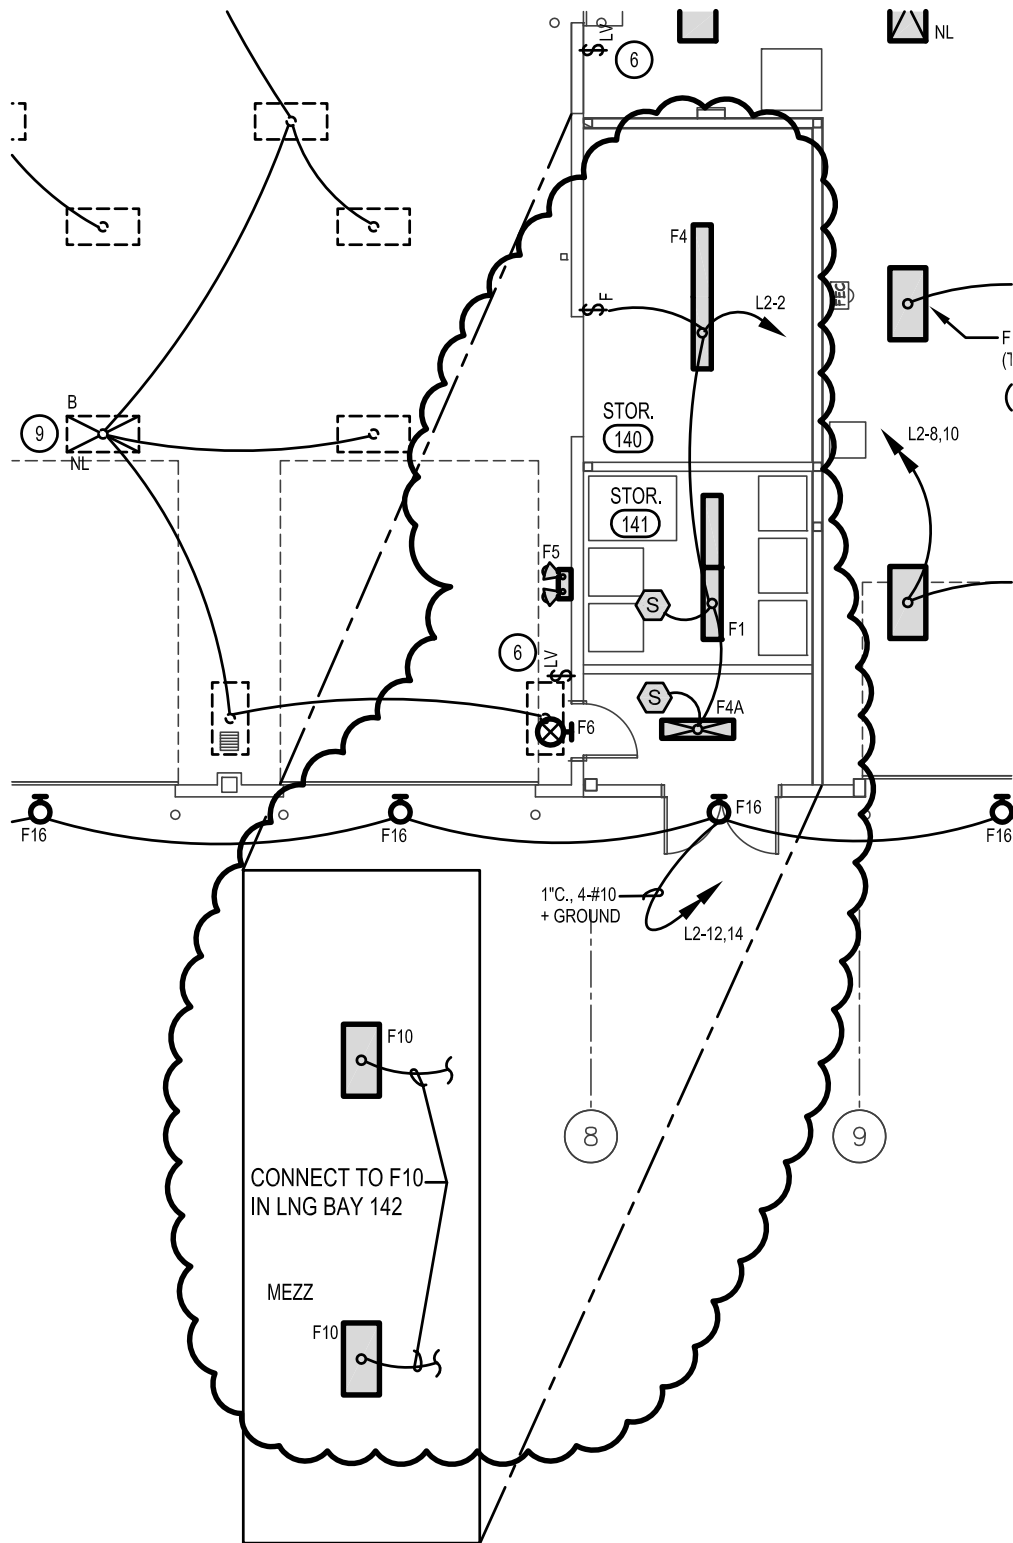 $LV
6
NL
F4
$F
L2-2
FEC
F
(T
B
9
NL
STOR.
140
L2-8,10
STOR.
141
F5
S
F1
6
$LV
S
F4A
F6
F16
F16
F16
F16
1"C., 4-#10
+ GROUND
L2-12,14
F10
8
9
CONNECT TO F10
IN LNG BAY 142
MEZZ
F10